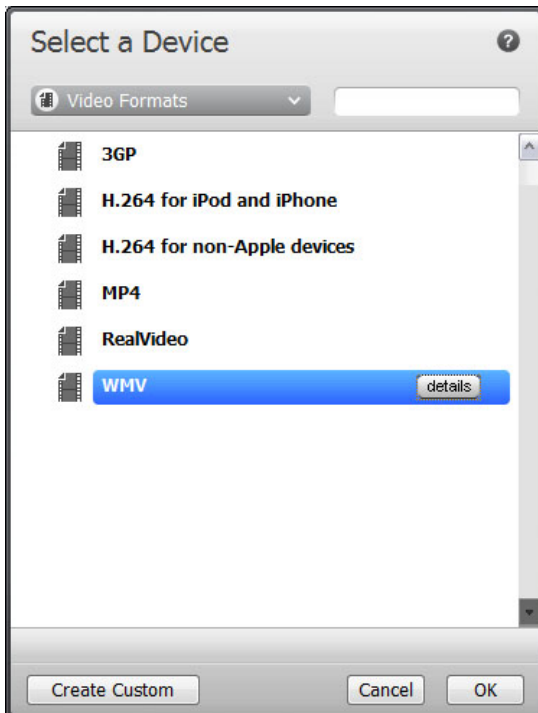 Select a Device
?
Video Formats
3GP
H.264 for iPod and iPhone
H.264 for non-Apple devices
MP4
RealVideo
WMV details
Create Custom Cancel OK